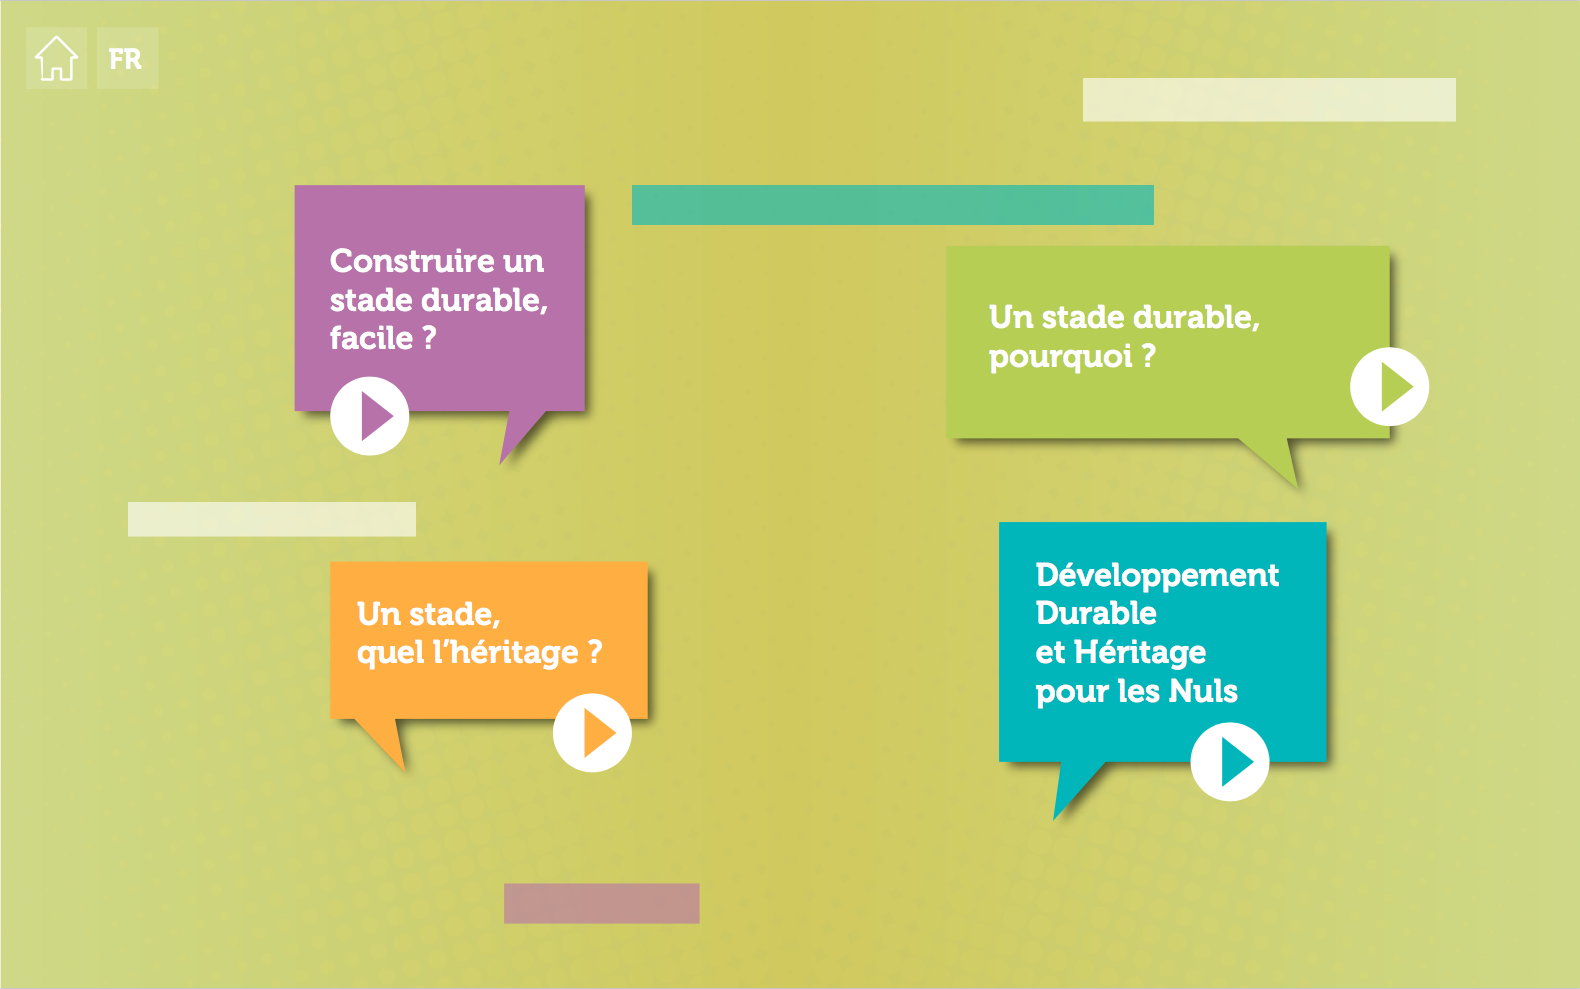 FR
Construire un
stade durable,
facile ?
Un stade durable,
pourquoi ?
Un stade,
quel l’héritage ?
Développement
Durable
et Héritage
pour les Nuls